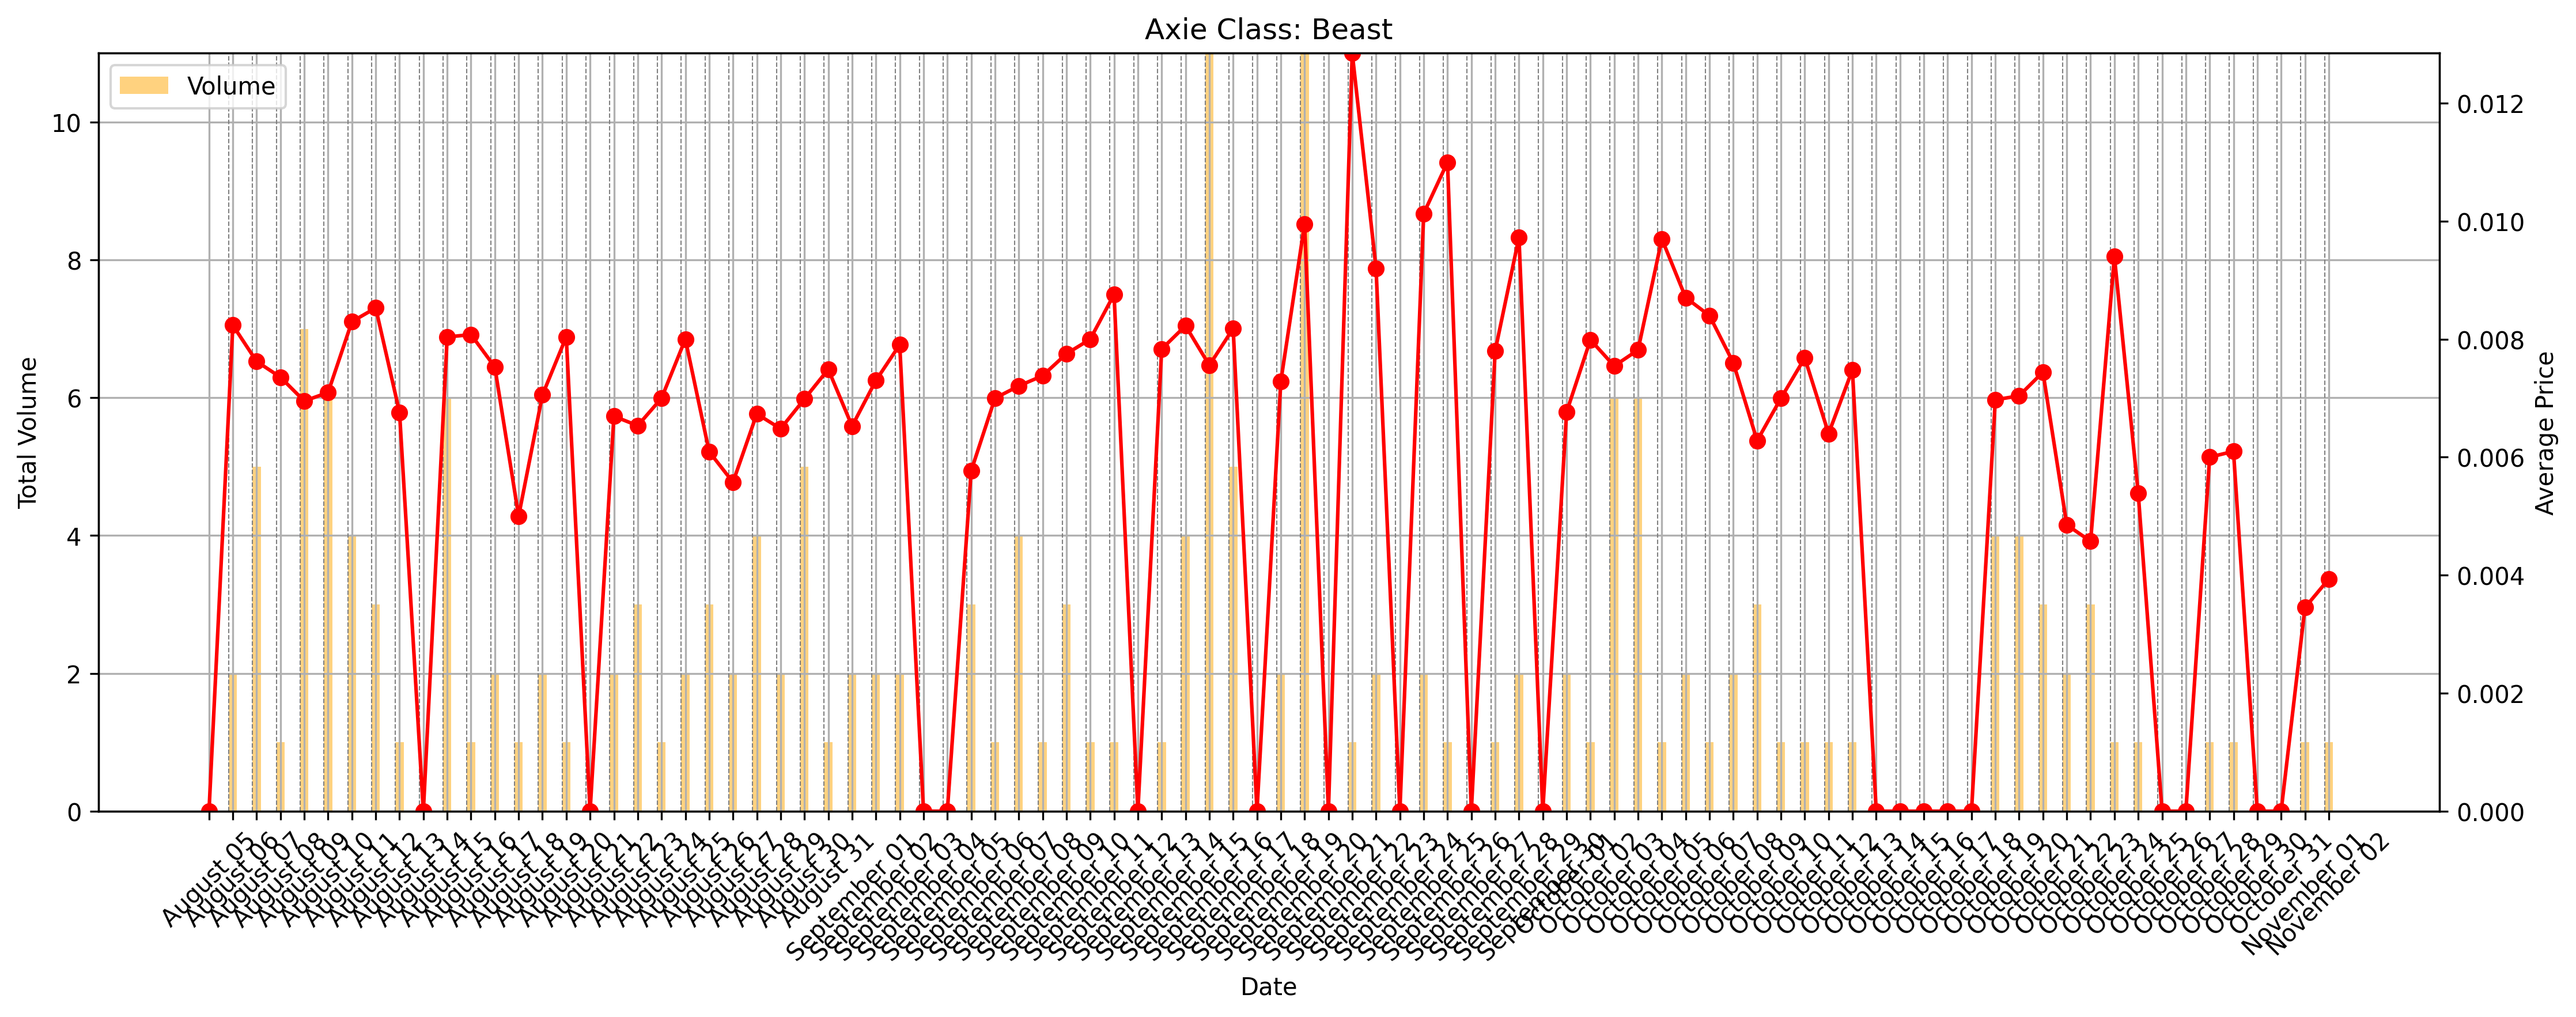 Axie Class: Beast
Volume
10
8
6
4
2
0
Total Volume
0.012
0.010
0.008
0.006
0.004
0.002
0.000
Average Price
August 05
August 06
August 07
August 08
August 09
August 10
August 11
August 12
August 13
August 14
August 15
August 16
August 17
August 18
August 19
August 20
August 21
August 22
August 23
August 24
August 25
August 26
August 27
August 28
August 29
August 30
August 31
September 01
September 02
September 03
September 04
September 05
September 06
September 07
September 08
September 09
September 10
September 11
September 12
September 13
September 14
September 15
September 16
September 17
September 18
September 19
September 20
September 21
September 22
September 23
September 24
September 25
September 26
September 27
September 28
September 29
September 30
October 01
October 02
October 03
October 04
October 05
October 06
October 07
October 08
October 09
October 10
October 11
October 12
October 13
October 14
October 15
October 16
October 17
October 18
October 19
October 20
October 21
October 22
October 23
October 24
October 25
October 26
October 27
October 28
October 29
October 30
October 31
November 01
November 02
Date